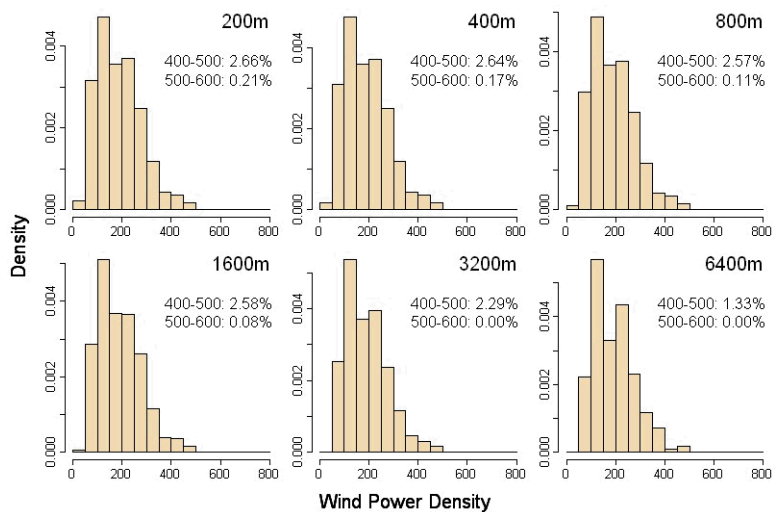 200m
400-500: 2.66%
500-600: 0.21%
0.000 0.002 0.004
0 200 400 600 800
400m
400-500: 2.64%
500-600: 0.17%
0.000 0.002 0.004
0 200 400 600 800
800m
400-500: 2.57%
500-600: 0.11%
0.000 0.002 0.004
0 200 400 600 800
Density
1600m
400-500: 2.58%
500-600: 0.08%
0.000 0.002 0.004
0 200 400 600 800
3200m
400-500: 2.29%
500-600: 0.00%
0.000 0.002 0.004
0 200 400 600 800
6400m
400-500: 1.33%
500-600: 0.00%
0.000 0.002 0.004
0 200 400 600 800
Wind Power Density